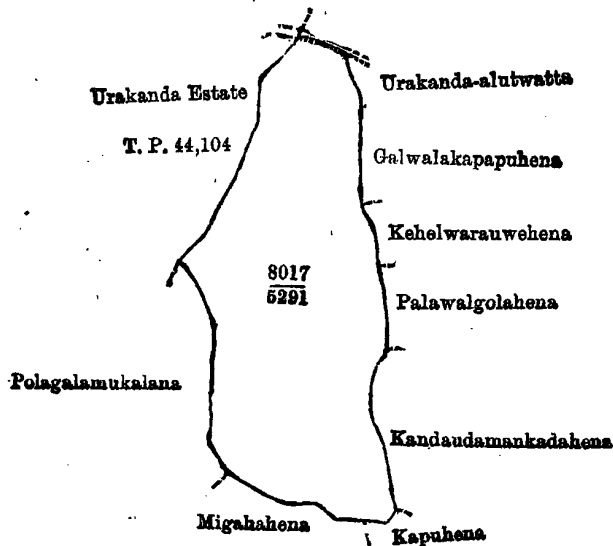 Urakanda Estate
Urakanda-alutwatta
T. P. 44,104
Galwalakapapuhena
Kehelwarauwehena
8017
5291
Palawalgolahena
Polagalamukalana
Kandaudamankadahena
Migahahena
Kapuhena